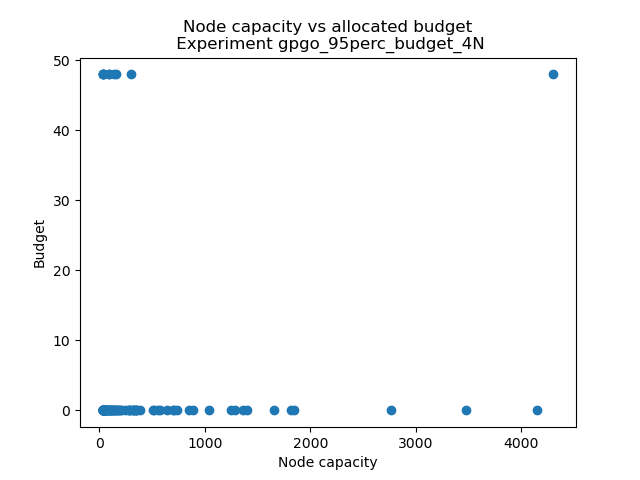 Node capacity vs allocated budget
Experiment gpgo_95perc_budget_4N
50
40
30
20
10
0
Budget
0 1000 2000 3000 4000
Node capacity